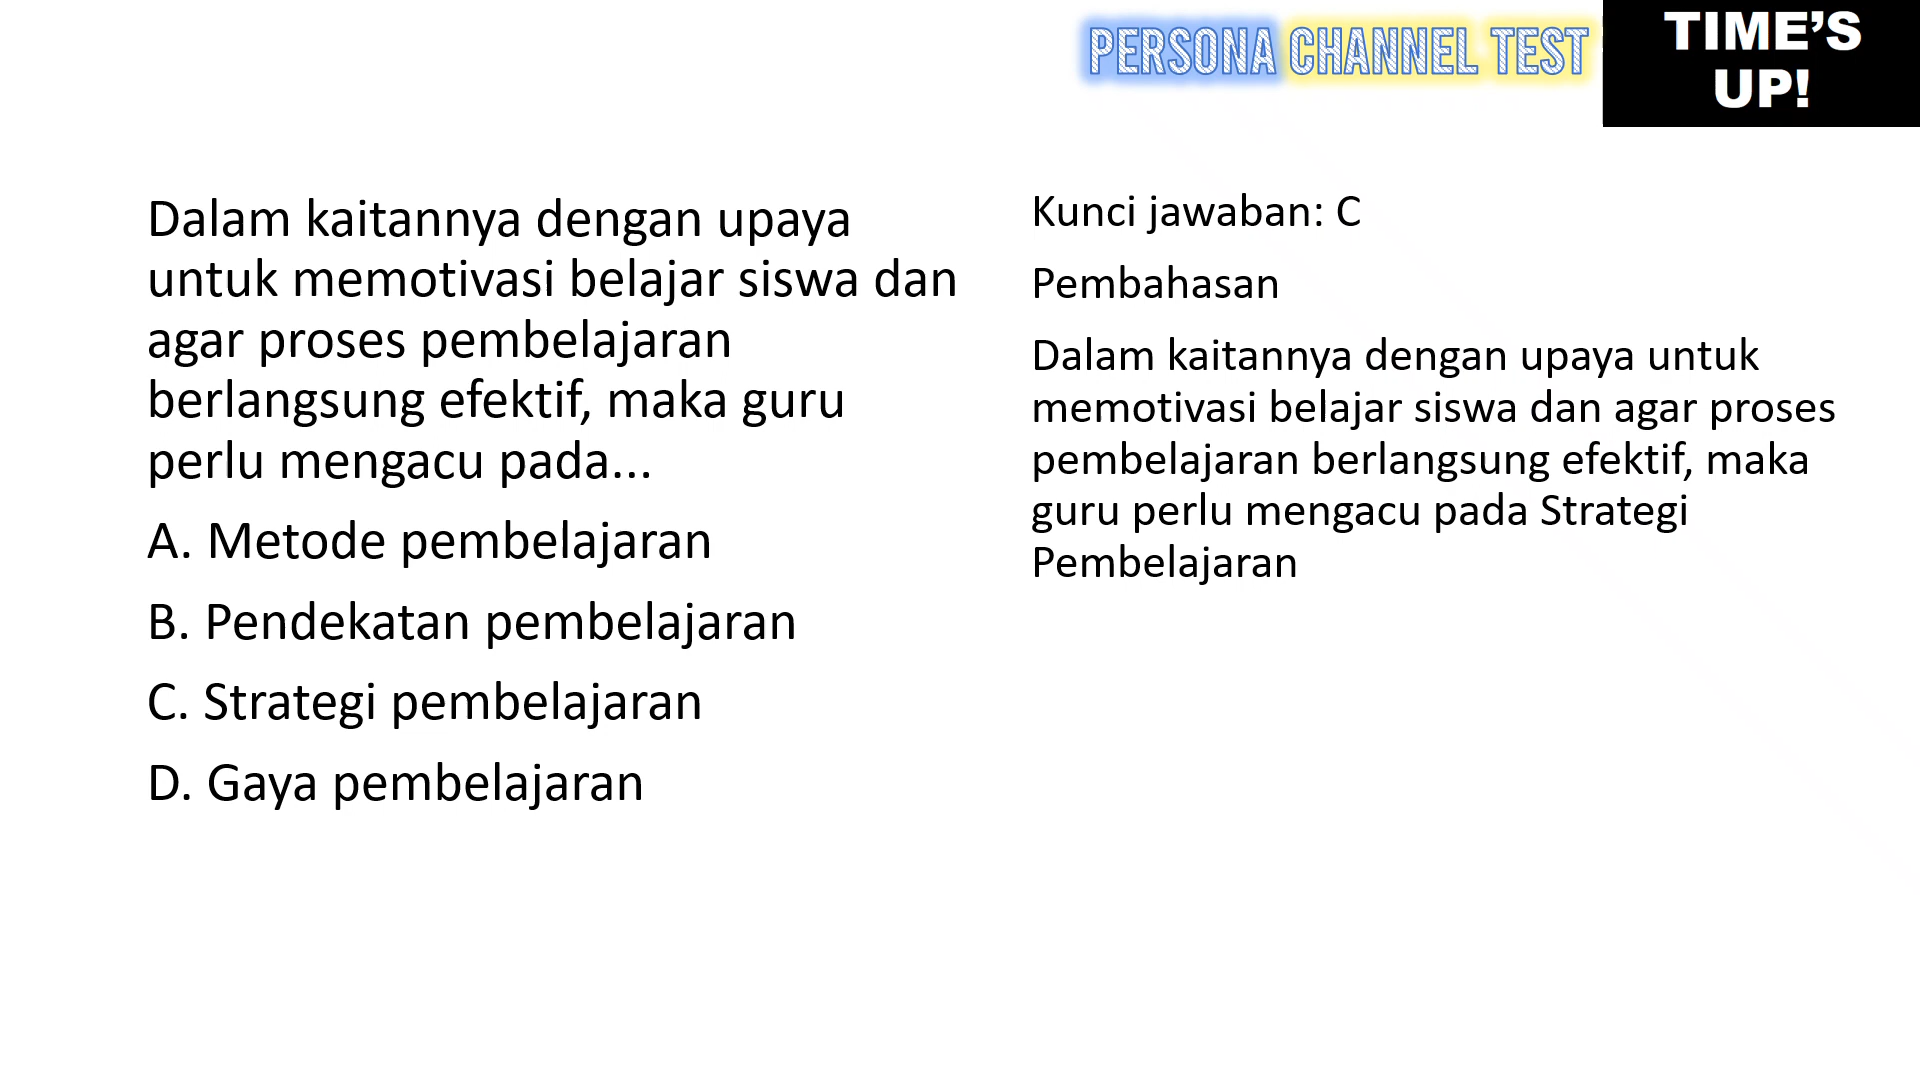 PERSONA CHANNEL TEST
TIME’S
UP!
Dalam kaitannya dengan upaya
untuk memotivasi belajar siswa dan
agar proses pembelajaran
berlangsung efektif, maka guru
perlu mengacu pada...
A. Metode pembelajaran
B. Pendekatan pembelajaran
C. Strategi pembelajaran
D. Gaya pembelajaran
Kunci jawaban: C
Pembahasan
Dalam kaitannya dengan upaya untuk
memotivasi belajar siswa dan agar proses
pembelajaran berlangsung efektif, maka
guru perlu mengacu pada Strategi
Pembelajaran